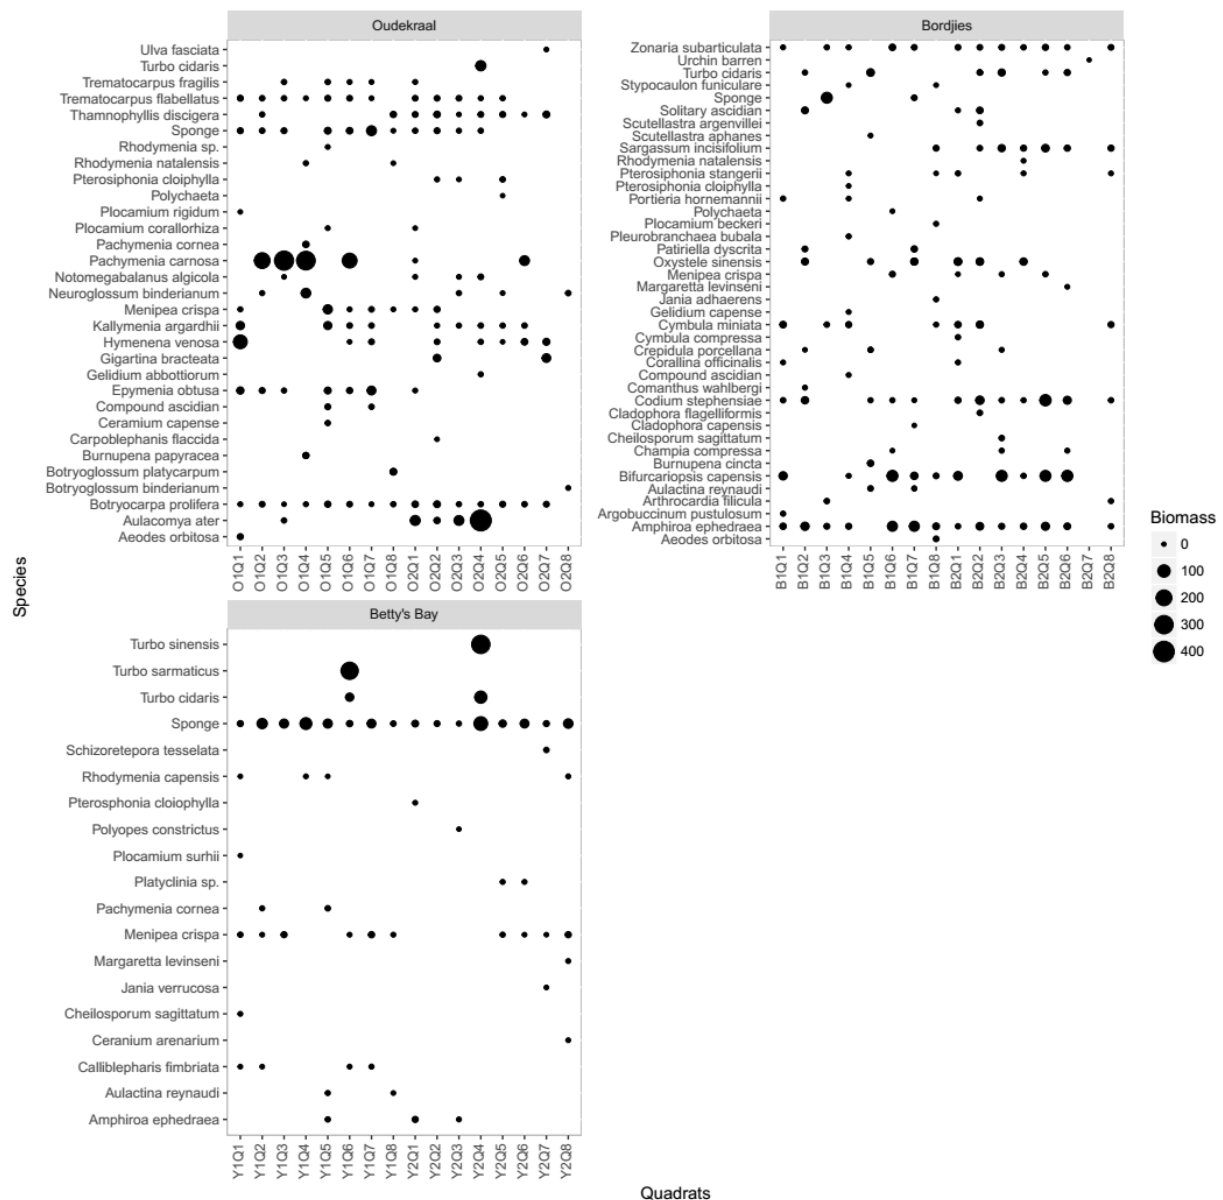 Oudekraal
Ulva fasciata
Turbo cidaris
Trematocarpus fragilis
Trematocarpus flabellatus
Thamnophyllis discigera
Sponge
Rhodymenia sp.
Rhodymenia natalensis
Pterosiphonia cloiphylla
Polychaeta
Plocamium rigidum
Plocamium corallorhiza
Pachymenia cornea
Pachymenia carnosa
Notomegabalanus algicola
Neuroglossum binderianum
Menipea crispa
Kallymenia argardhii
Hymenena venosa
Gigartina bracteata
Gelidium abbottiorum
Epymenia obtusa
Compound ascidian
Ceramium capense
Carpoblephanis flaccida
Burnupena papyracea
Botryoglossum platycarpum
Botryoglossum binderianum
Botryocarpa prolifera
Aulacomya ater
Aeodes orbitosa
O1Q1 O1Q2 O1Q3 O1Q4 O1Q5 O1Q6 O1Q7 O1Q8 O2Q1 O2Q2 O2Q3 O2Q4 O2Q5 O2Q6 O2Q7 O2Q8
Bordjies
Zonaria subarticulata
Urchin barren
Turbo cidaris
Stypocaulon funiculare
Sponge
Solitary ascidian
Scutellastra argenvillei
Scutellastra aphanes
Sargassum incisifolium
Rhodymenia natalensis
Pterosiphonia stangerii
Pterosiphonia cloiphylla
Portieria hornemannii
Polychaeta
Plocamium beckeri
Pleurobranchaea bubala
Patiriella dyscrita
Oxystele sinensis
Menipea crispa
Margaretta levinseni
Jania adhaerens
Gelidium capense
Cymbula miniata
Cymbula compressa
Crepidula porcellana
Corallina officinalis
Compound ascidian
Comanthus wahlbergi
Codium stephensiae
Cladophora flagelliformis
Cladophora capensis
Cheilosporum sagittatum
Champia compressa
Burnupena cincta
Bifurcariopsis capensis
Aulactina reynaudi
Arthrocardia filicula
Argobuccinum pustulosum
Amphiroa ephedraea
Aeodes orbitosa
B1Q1 B1Q2 B1Q3 B1Q4 B1Q5 B1Q6 B1Q7 B1Q8 B2Q1 B2Q2 B2Q3 B2Q4 B2Q5 B2Q6 B2Q7 B2Q8
Biomass
0
100
200
300
400
Species
Betty's Bay
Turbo sinensis
Turbo sarmaticus
Turbo cidaris
Sponge
Schizoretepora tesselata
Rhodymenia capensis
Pterosphonia cloiophylla
Polyopes constrictus
Plocamium surhii
Platyclinia sp.
Pachymenia cornea
Menipea crispa
Margaretta levinseni
Jania verrucosa
Cheilosporum sagittatum
Ceranium arenarium
Calliblepharis fimbriata
Aulactina reynaudi
Amphiroa ephedraea
Y1Q1 Y1Q2 Y1Q3 Y1Q4 Y1Q5 Y1Q6 Y1Q7 Y1Q8 Y2Q1 Y2Q2 Y2Q3 Y2Q4 Y2Q5 Y2Q6 Y2Q7 Y2Q8
Quadrats